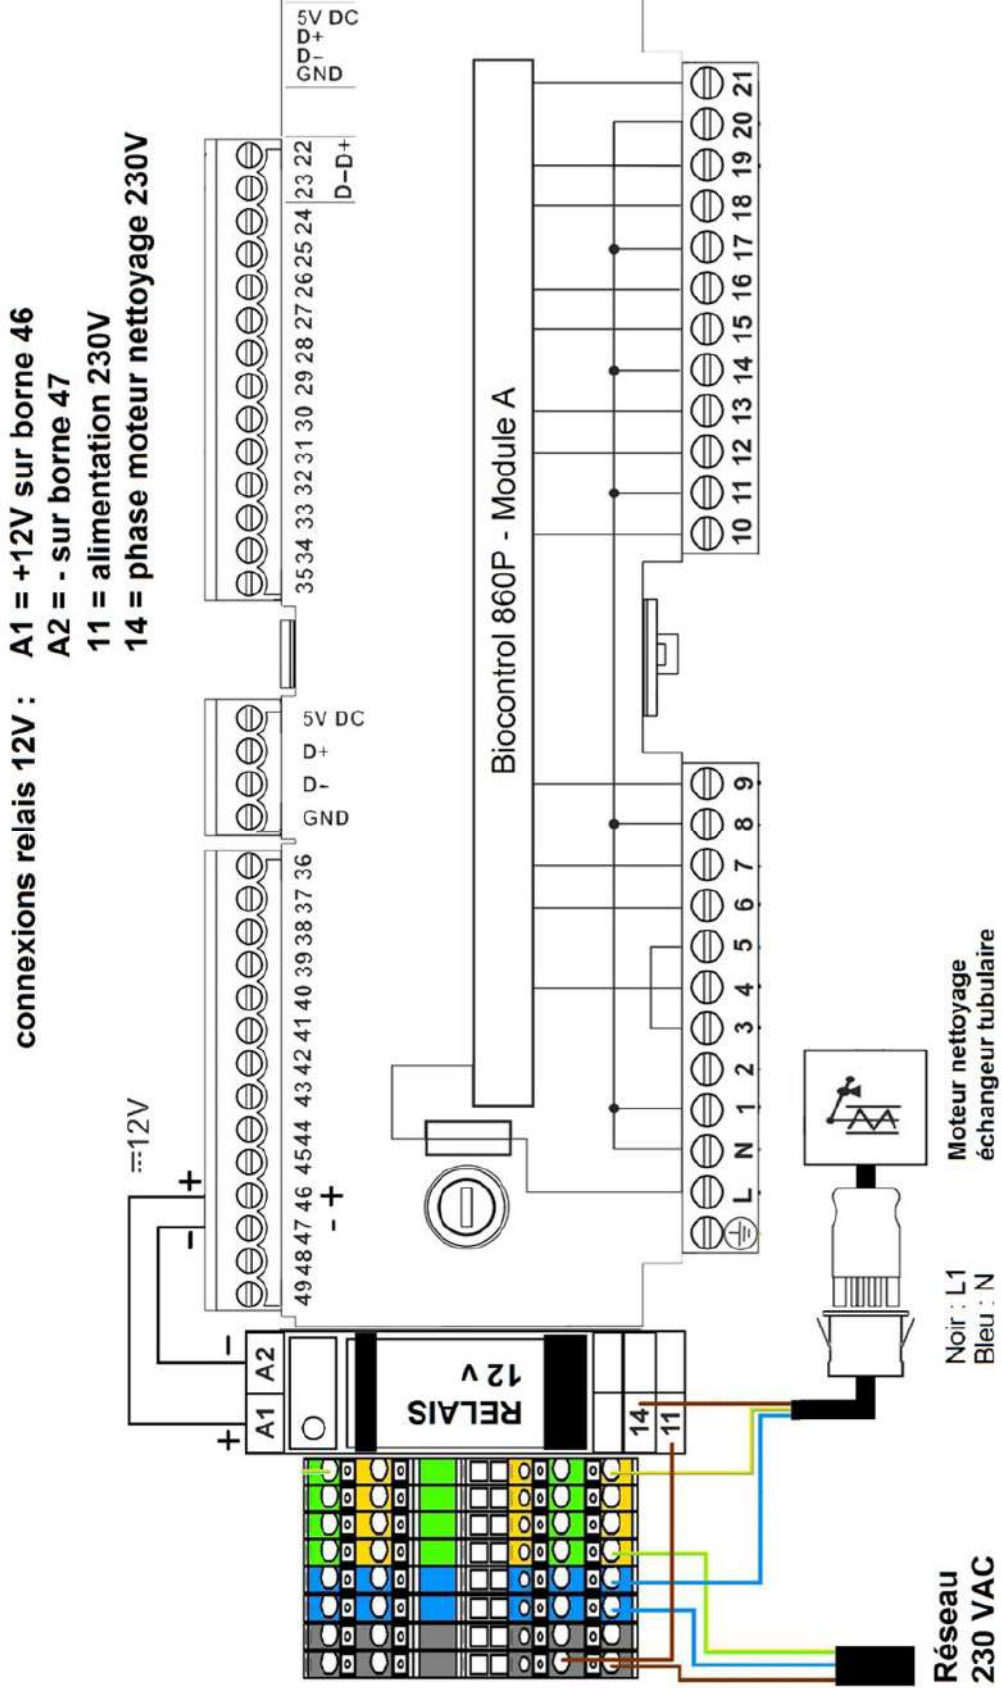 connexions relais 12V : A1 = +12V sur borne 46
A2 = - sur borne 47
11 = alimentation 230V
14 = phase moteur nettoyage 230V
⎓12V
+
-
+
-
A1
A2
49 48 47 46 45 44 43 42 41 40 39 38 37 36
- +
GND
D-
D+
5V DC
35 34 33 32 31 30 29 28 27 26 25 24 23 22
D-D+
5V DC
D+
D-
GND
RELAIS
12 v
14
11
Biocontrol 860P - Module A
L N 1 2 3 4 5 6 7 8 9
10 11 12 13 14 15 16 17 18 19 20 21
Réseau
230 VAC
Noir : L1
Bleu : N
Moteur nettoyage
échangeur tubulaire